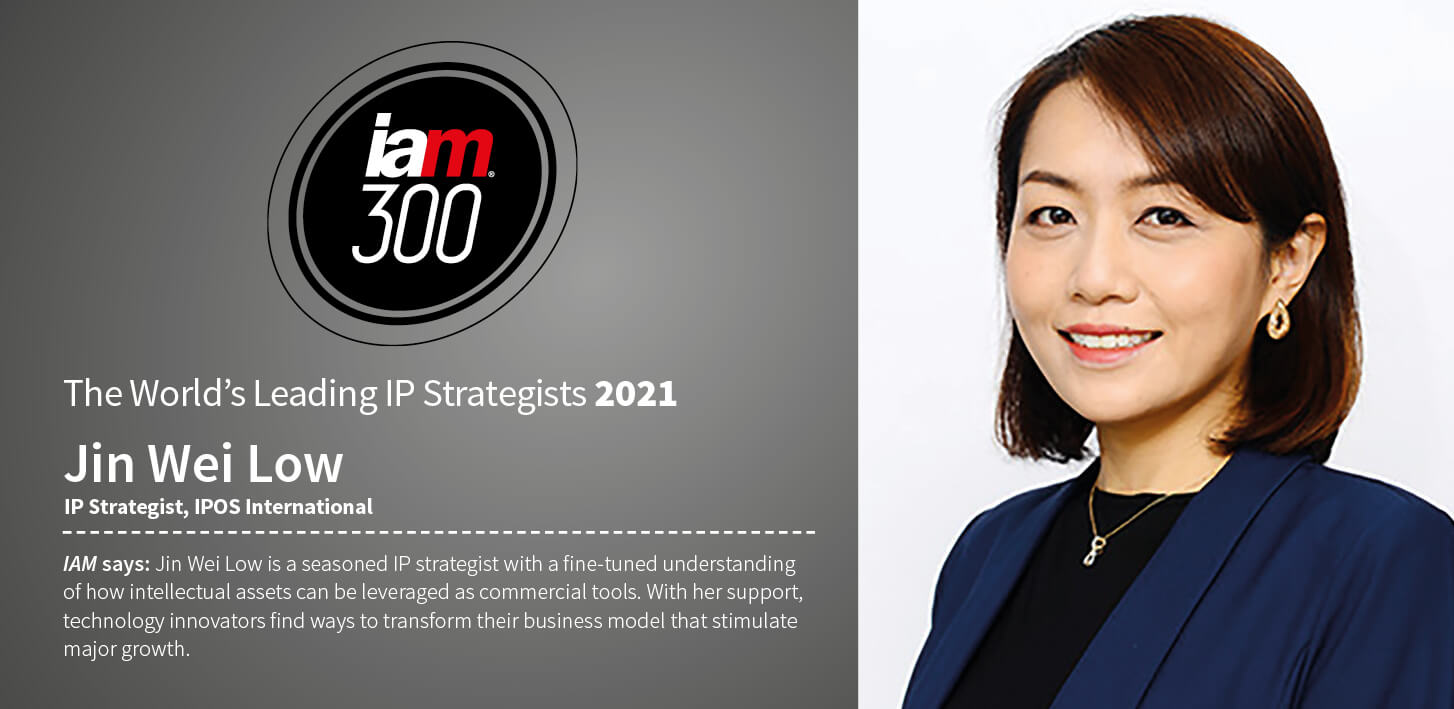 iam®
300
The World’s Leading IP Strategists 2021
Jin Wei Low
IP Strategist, IPOS International
IAM says: Jin Wei Low is a seasoned IP strategist with a fine-tuned understanding
of how intellectual assets can be leveraged as commercial tools. With her support,
technology innovators find ways to transform their business model that stimulate
major growth.